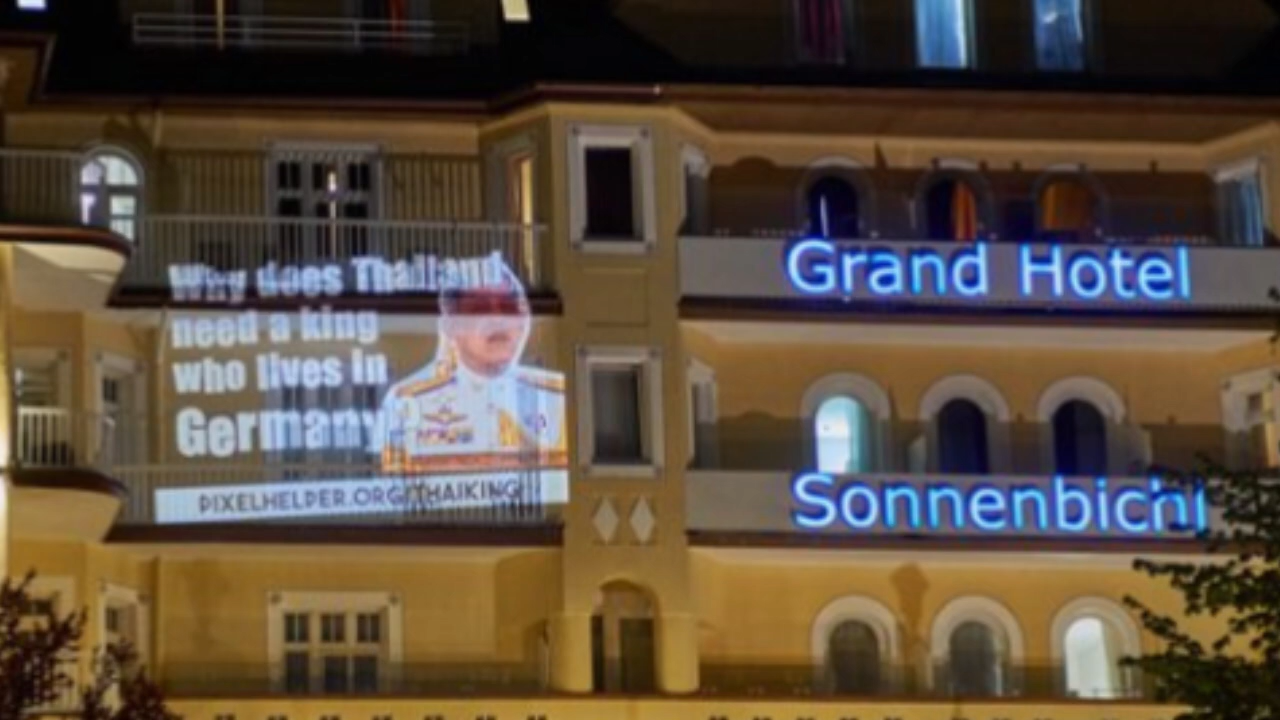 Why does Thailand
need a king
who lives in
Germany
PIXELHELPER.ORG/THAIKING
Grand Hotel
Sonnenbichl